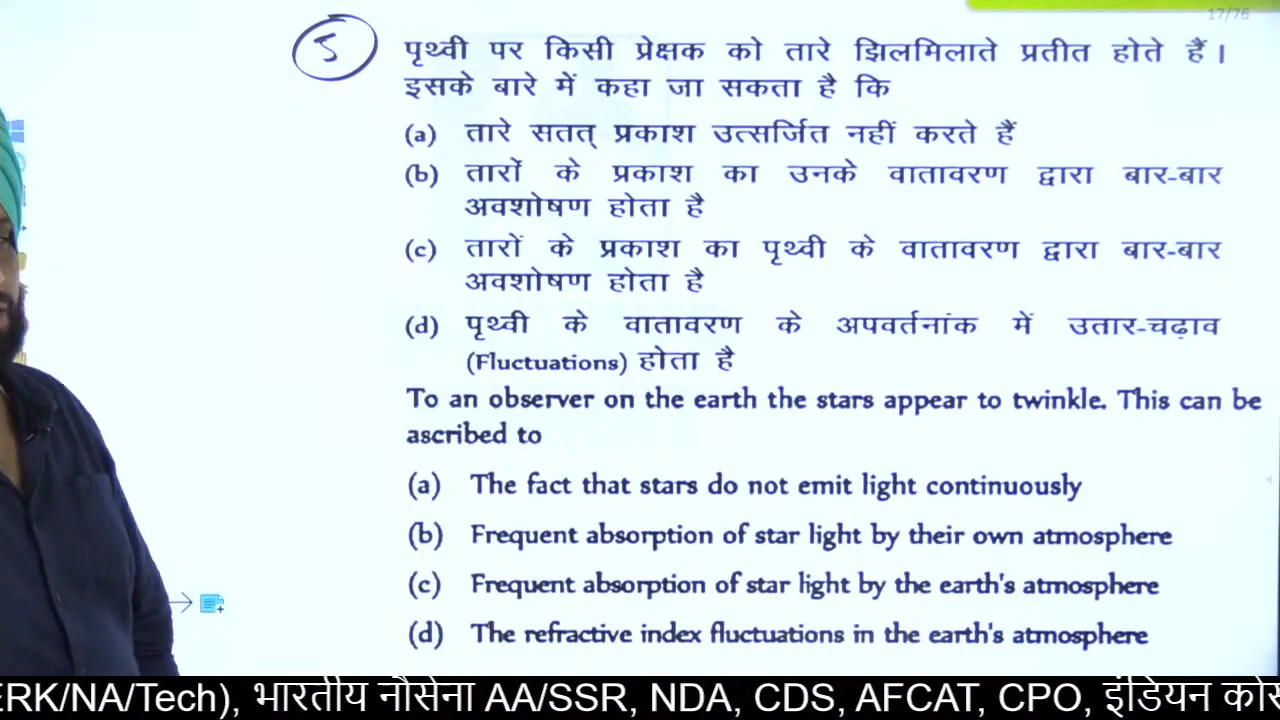 17/76
5 पृथ्वी पर किसी प्रेक्षक को तारे झिलमिलाते प्रतीत होते हैं।
इसके बारे में कहा जा सकता है कि
(a) तारे सतत् प्रकाश उत्सर्जित नहीं करते हैं
(b) तारों के प्रकाश का उनके वातावरण द्वारा बार-बार
अवशोषण होता है
(c) तारों के प्रकाश का पृथ्वी के वातावरण द्वारा बार-बार
अवशोषण होता है
(d) पृथ्वी के वातावरण के अपवर्तनांक में उतार-चढ़ाव
(Fluctuations) होता है
To an observer on the earth the stars appear to twinkle. This can be
ascribed to
(a) The fact that stars do not emit light continuously
(b) Frequent absorption of star light by their own atmosphere
(c) Frequent absorption of star light by the earth's atmosphere
(d) The refractive index fluctuations in the earth's atmosphere
ERK/NA/Tech), भारतीय नौसेना AA/SSR, NDA, CDS, AFCAT, CPO, इंडियन कोस